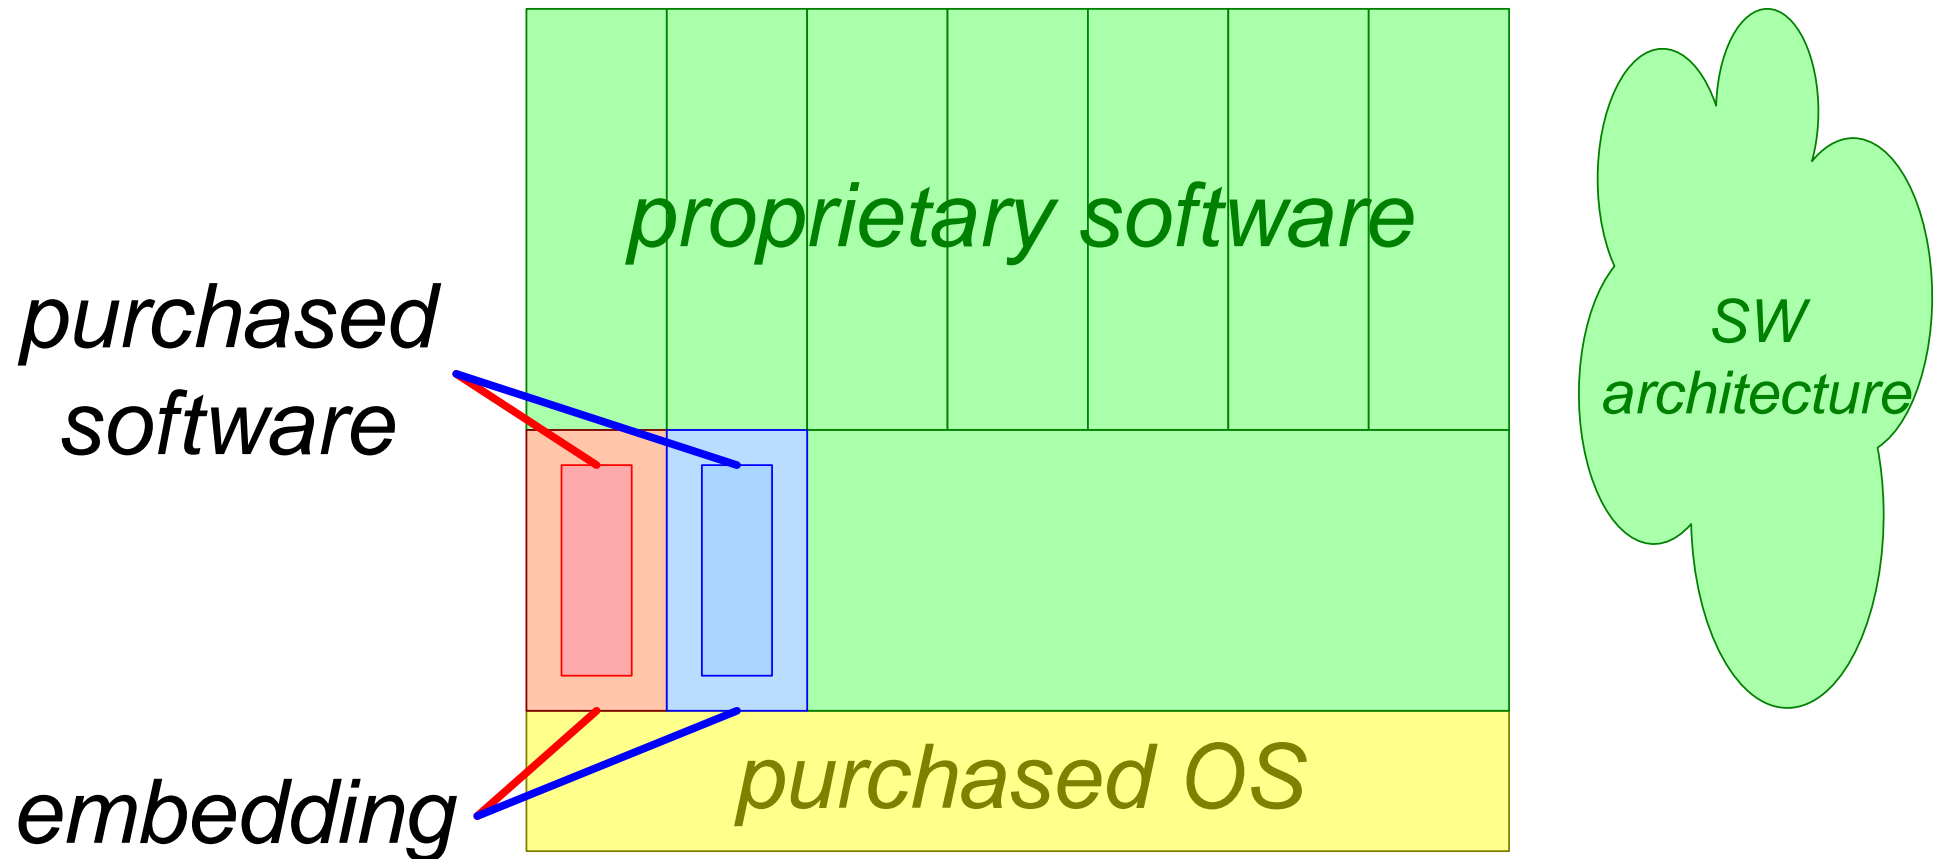 proprietary software
purchased
software
SW
architecture
purchased OS
embedding